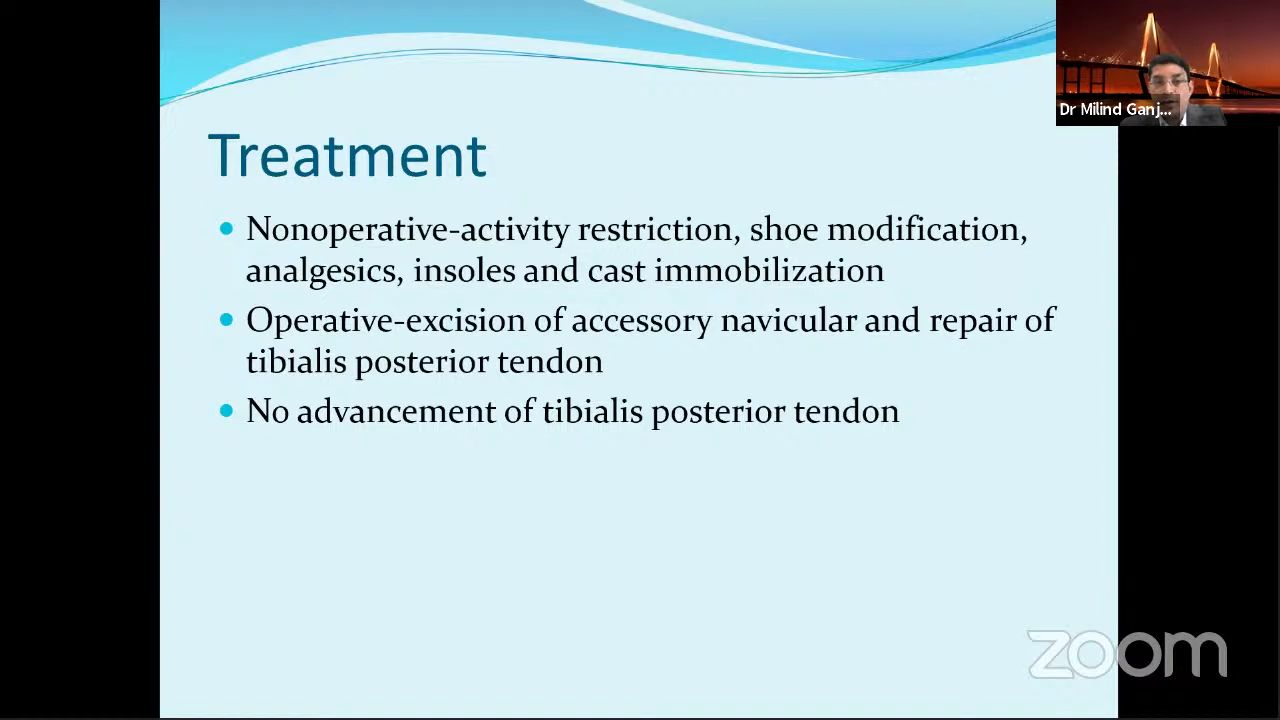 Dr Milind Ganj...
Treatment
Nonoperative-activity restriction, shoe modification,
analgesics, insoles and cast immobilization
Operative-excision of accessory navicular and repair of
tibialis posterior tendon
No advancement of tibialis posterior tendon
zoom